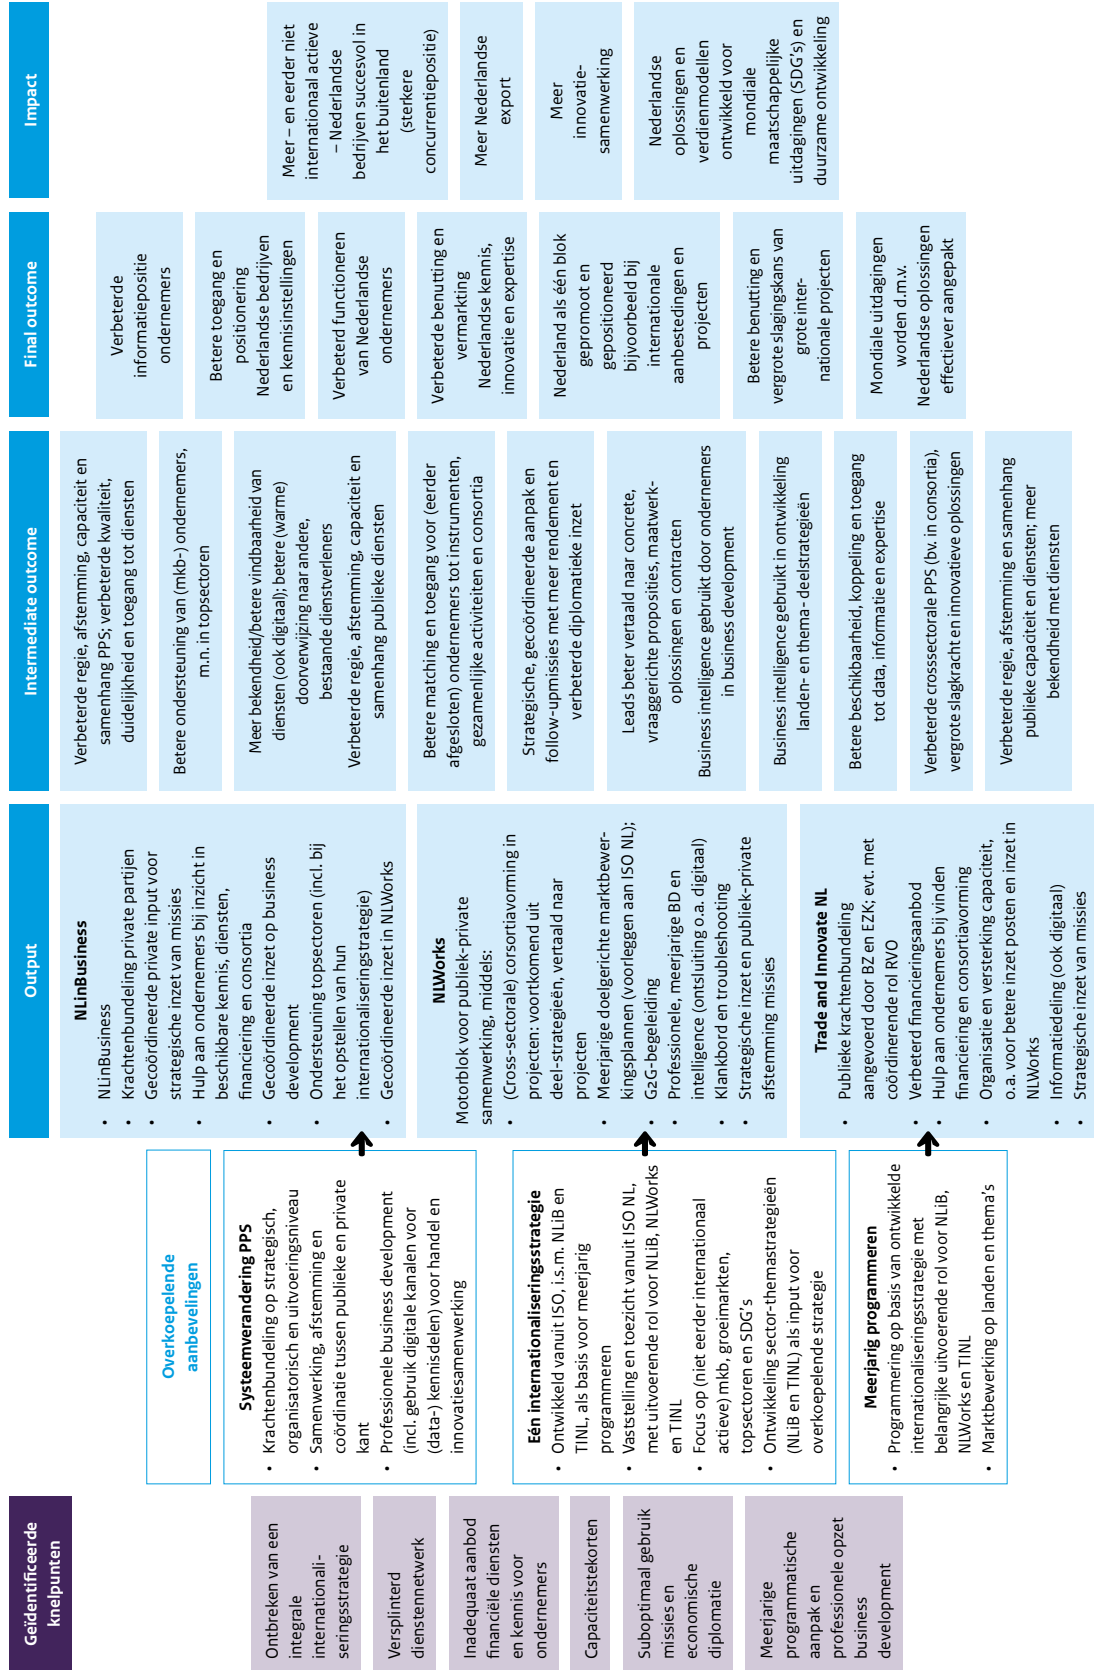 Geïdentificeerde
knelpunten
Ontbreken van een
integrale
internationali-
seringsstrategie
Versplinterd
dienstennetwerk
Inadequaat aanbod
financiële diensten
en kennis voor
ondernemers
Capaciteitstekorten
Suboptimaal gebruik
missies en
economische
diplomatie
Meerjarige
programmatische
aanpak en
professionele opzet
business
development
Overkoepelende
aanbevelingen
Systeemverandering PPS
• Krachtenbundeling op strategisch,
organisatorisch en uitvoeringsniveau
• Samenwerking, afstemming en
coördinatie tussen publieke en private
kant
• Professionele business development
(incl. gebruik digitale kanalen voor
(data-) kennisdelen) voor handel en
innovatiesamenwerking
Eén internationaliseringsstrategie
• Ontwikkeld vanuit ISO, i.s.m. NLiB en
TINL, als basis voor meerjarig
programmeren
• Vaststelling en toezicht vanuit ISO NL,
met uitvoerende rol voor NLiB, NLWorks
en TINL
• Focus op (niet eerder internationaal
actieve) mkb, groeimarkten,
topsectoren en SDG's
• Ontwikkeling sector-themastrategieën
(NLiB en TINL) als input voor
overkoepelende strategie
Meerjarig programmeren
• Programmering op basis van ontwikkelde
internationaliseringsstrategie met
belangrijke uitvoerende rol voor NLiB,
NLWorks en TINL
• Marktbewerking op landen en thema's
Output
NLinBusiness
• NLinBusiness
• Krachtenbundeling private partijen
• Gecoördineerde private input voor
strategische inzet van missies
• Hulp aan ondernemers bij inzicht in
beschikbare kennis, diensten,
financiering en consortia
• Gecoördineerde inzet op business
development
• Ondersteuning topsectoren (incl. bij
het opstellen van hun
internationaliseringstrategie)
• Gecoördineerde inzet in NLWorks
NLWorks
Motorblok voor publiek-private
samenwerking, middels:
• (Cross-sectorale) consortiavorming in
projecten: voortkomend uit
deel-strategieën, vertaald naar
projecten
• Meerjarige doelgerichte marktbewer-
kingsplannen (voorleggen aan ISO NL);
• G2G-begeleiding
• Professionele, meerjarige BD en
intelligence (ontsluiting o.a. digitaal)
• Klankbord en troubleshooting
• Strategische inzet en publiek-private
afstemming missies
Trade and Innovate NL
• Publieke krachtenbundeling
aangevoerd door BZ en EZK; evt. met
coördinerende rol RVO
• Verbeterd financieringsaanbod
• Hulp aan ondernemers bij vinden
financiering en consortiavorming
• Organisatie en versterking capaciteit,
o.a. voor betere inzet posten en inzet in
NLWorks
• Informatiedeling (ook digitaal)
• Strategische inzet van missies
Intermediate outcome
Verbeterde regie, afstemming, capaciteit en
samenhang PPS; verbeterde kwaliteit,
duidelijkheid en toegang tot diensten
Betere ondersteuning van (mkb-) ondernemers,
m.n. in topsectoren
Meer bekendheid/betere vindbaarheid van
diensten (ook digitaal); betere (warme)
doorverwijzing naar andere,
bestaande dienstverleners
Verbeterde regie, afstemming, capaciteit en
samenhang publieke diensten
Betere matching en toegang voor (eerder
afgesloten) ondernemers tot instrumenten,
gezamenlijke activiteiten en consortia
Strategische, gecoördineerde aanpak en
follow-upmissies met meer rendement en
verbeterde diplomatieke inzet
Leads beter vertaald naar concrete,
vraaggerichte proposities, maatwerk-
oplossingen en contracten
Business intelligence gebruikt door ondernemers
in business development
Business intelligence gebruikt in ontwikkeling
landen- en thema- deelstrategieën
Betere beschikbaarheid, koppeling en toegang
tot data, informatie en expertise
Verbeterde crosssectorale PPS (bv. in consortia),
vergrote slagkracht en innovatieve oplossingen
Verbeterde regie, afstemming en samenhang
publieke capaciteit en diensten; meer
bekendheid met diensten
Final outcome
Verbeterde
informatiepositie
ondernemers
Betere toegang en
positionering
Nederlandse bedrijven
en kennisinstellingen
Verbeterd functioneren
van Nederlandse
ondernemers
Verbeterde benutting en
vermarkting
Nederlandse kennis,
innovatie en expertise
Nederland als één blok
gepromoot en
gepositioneerd
bijvoorbeeld bij
internationale
aanbestedingen en
projecten
Betere benutting en
vergrote slagingskans van
grote inter-
nationale projecten
Mondiale uitdagingen
worden d.m.v.
Nederlandse oplossingen
effectiever aangepakt
Impact
Meer – en eerder niet
internationaal actieve
– Nederlandse
bedrijven succesvol in
het buitenland
(sterkere
concurrentiepositie)
Meer Nederlandse
export
Meer
innovatie-
samenwerking
Nederlandse
oplossingen en
verdienmodellen
ontwikkeld voor
mondiale
maatschappelijke
uitdagingen (SDG's) en
duurzame ontwikkeling